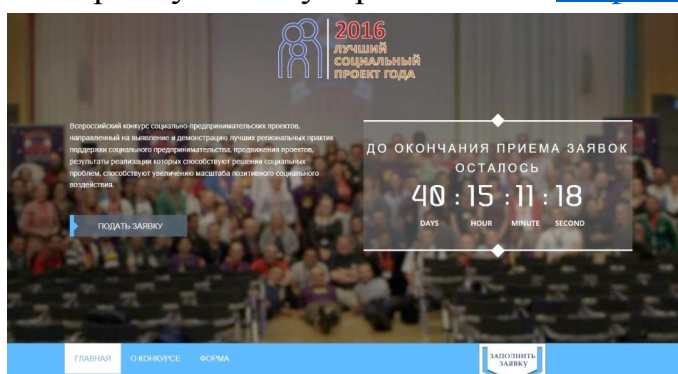 2016
ЛУЧШИЙ
СОЦИАЛЬНЫЙ
ПРОЕКТ ГОДА
Всероссийский конкурс социально-предпринимательских проектов,
направленный на выявление и демонстрацию лучших региональных практик
поддержки социального предпринимательства, продвижения проектов,
результаты реализации которых способствуют решении социальных
проблем, способствуют увеличению масштаба позитивного социального
воздействия.
ПОДАТЬ ЗАЯВКУ
ДО ОКОНЧАНИЯ ПРИЕМА ЗАЯВОК
ОСТАЛОСЬ
40 : 15 : 11 : 18
DAYS HOUR MINUTE SECOND
ГЛАВНАЯ О КОНКУРСЕ ФОРМА
ЗАПОЛНИТЬ
ЗАЯВКУ